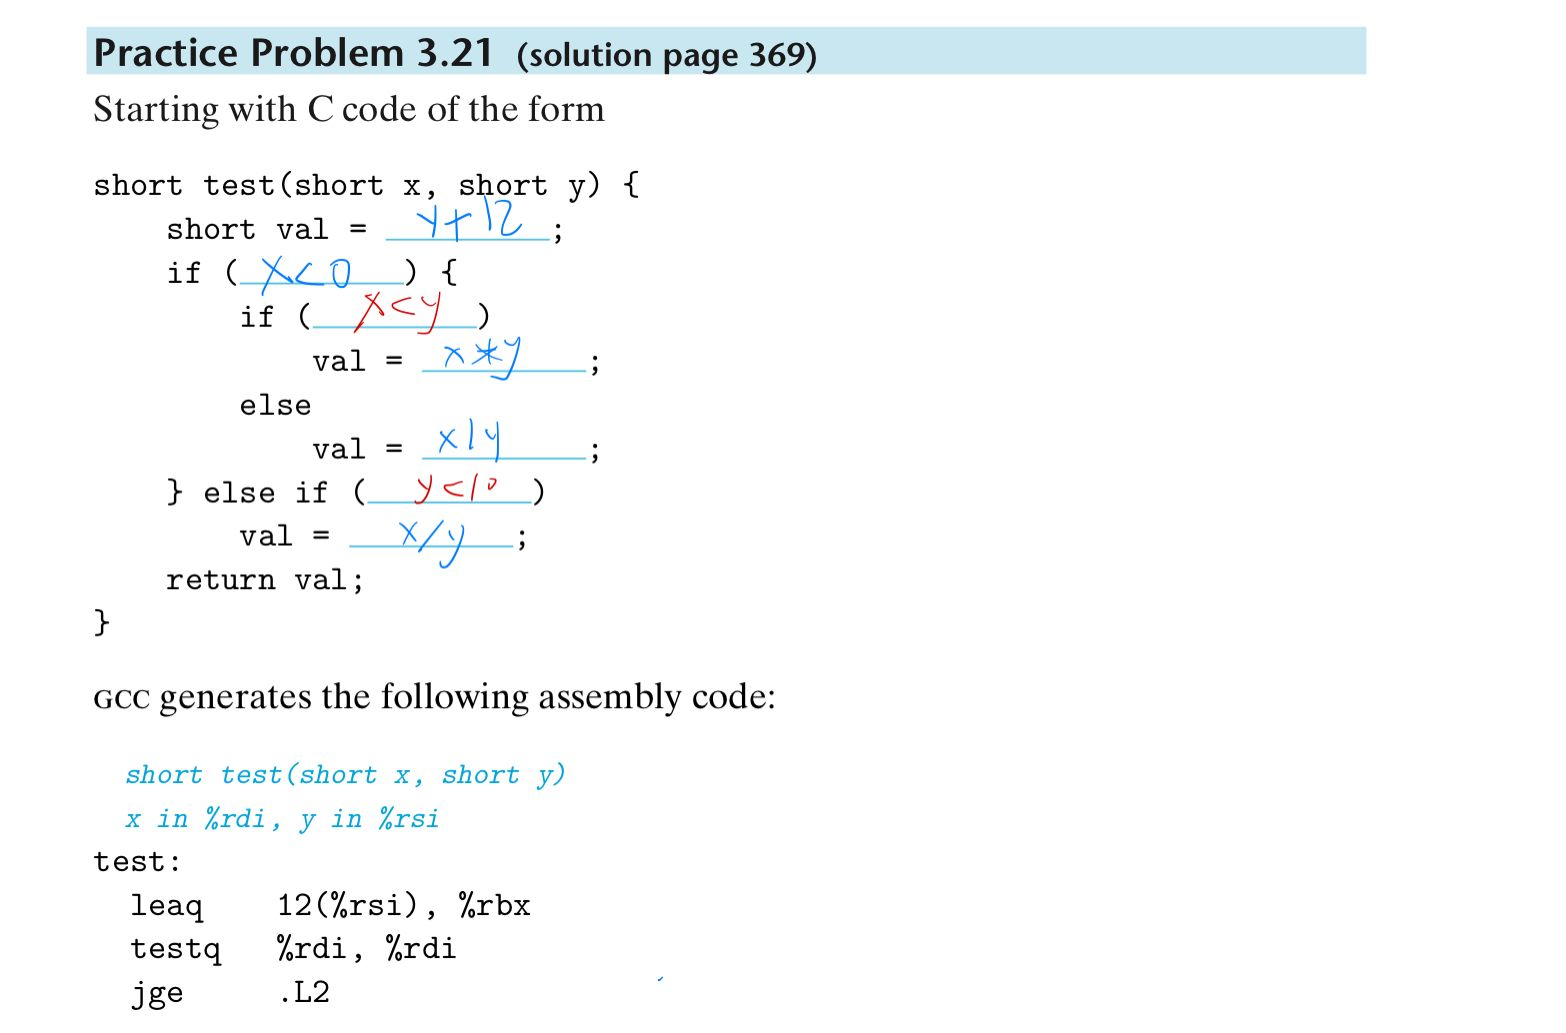 Practice Problem 3.21 (solution page 369)
Starting with C code of the form
short test(short x, short y) {
short val = y+12 ;
if ( x<0 ) {
if ( x<y )
val = x*y ;
else
val = x|y ;
} else if ( y<10 )
val = x/y ;
return val;
}
GCC generates the following assembly code:
short test(short x, short y)
x in %rdi, y in %rsi
test:
leaq 12(%rsi), %rbx
testq %rdi, %rdi
jge .L2